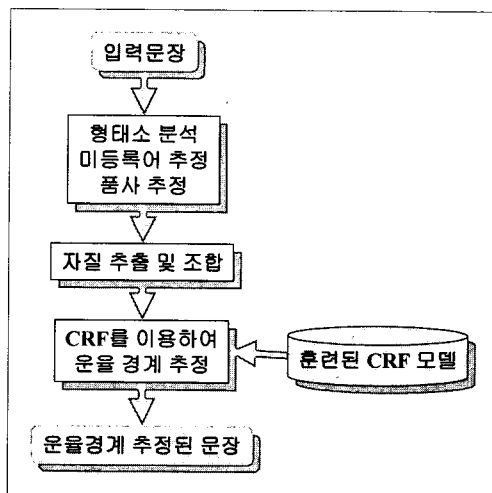 입력문장
형태소 분석
미등록어 추정
품사 추정
자질 추출 및 조합
CRF를 이용하여
운율 경계 추정
훈련된 CRF 모델
운율경계 추정된 문장